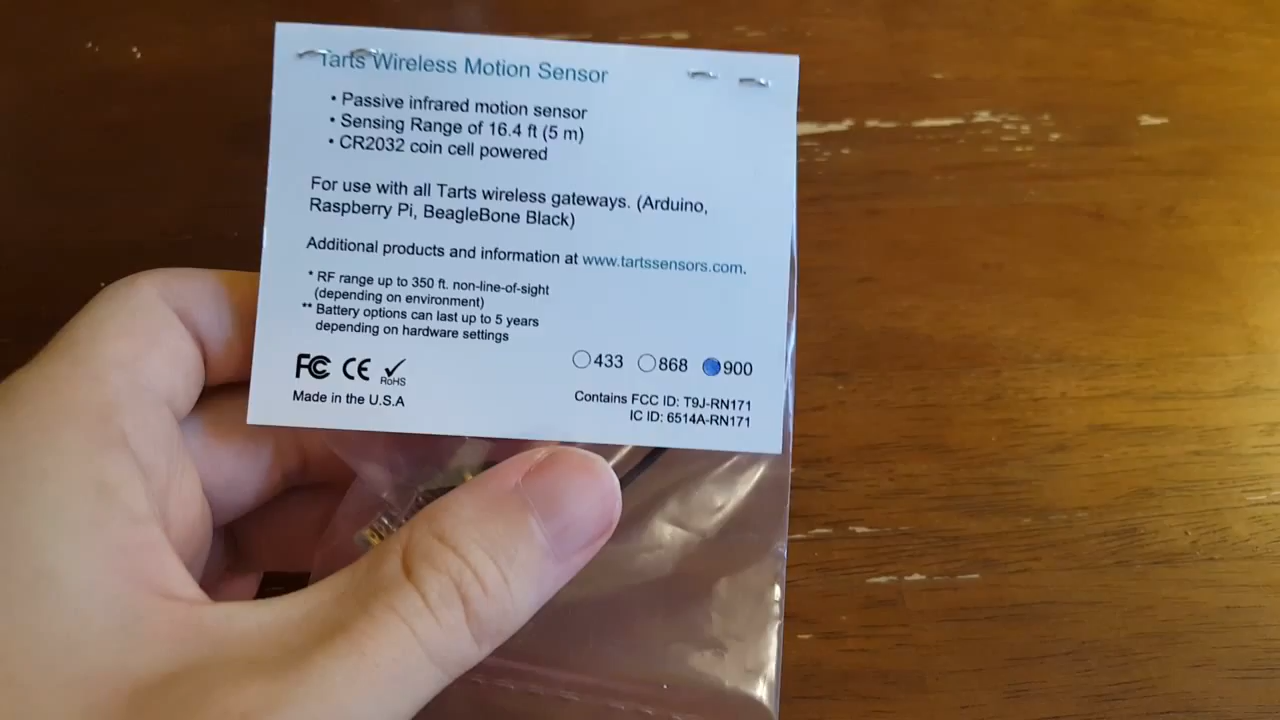 Tarts Wireless Motion Sensor
• Passive infrared motion sensor
• Sensing Range of 16.4 ft (5 m)
• CR2032 coin cell powered
For use with all Tarts wireless gateways. (Arduino,
Raspberry Pi, BeagleBone Black)
Additional products and information at www.tartssensors.com.
* RF range up to 350 ft. non-line-of-sight
(depending on environment)
** Battery options can last up to 5 years
depending on hardware settings
433 868 900
FC CE RoHS
Made in the U.S.A
Contains FCC ID: T9J-RN171
IC ID: 6514A-RN171